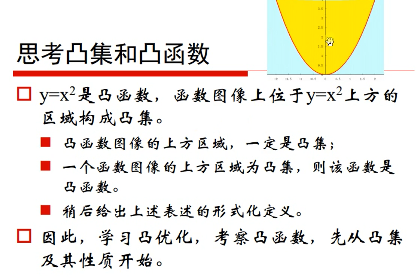 思考凸集和凸函数
y=x²是凸函数，函数图像上位于y=x²上方的
区域构成凸集。
凸函数图像的上方区域，一定是凸集；
一个函数图像的上方区域为凸集，则该函数是
凸函数。
稍后给出上述表述的形式化定义。
因此，学习凸优化，考察凸函数，先从凸集
及其性质开始。